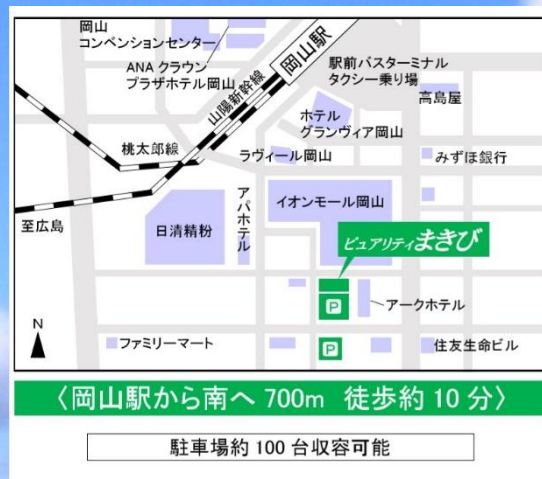 岡山
コンベンションセンター
ANA クラウン
プラザホテル岡山
山陽新幹線
岡山駅
駅前バスターミナル
タクシー乗り場
高島屋
ホテル
グランヴィア岡山
桃太郎線
ラヴィール岡山
みずほ銀行
至広島
日清精粉
アパホテル
イオンモール岡山
ピュアリティまきび
P
アークホテル
N
ファミリーマート
P
住友生命ビル
〈岡山駅から南へ 700m 徒歩約 10 分〉
駐車場約 100 台収容可能